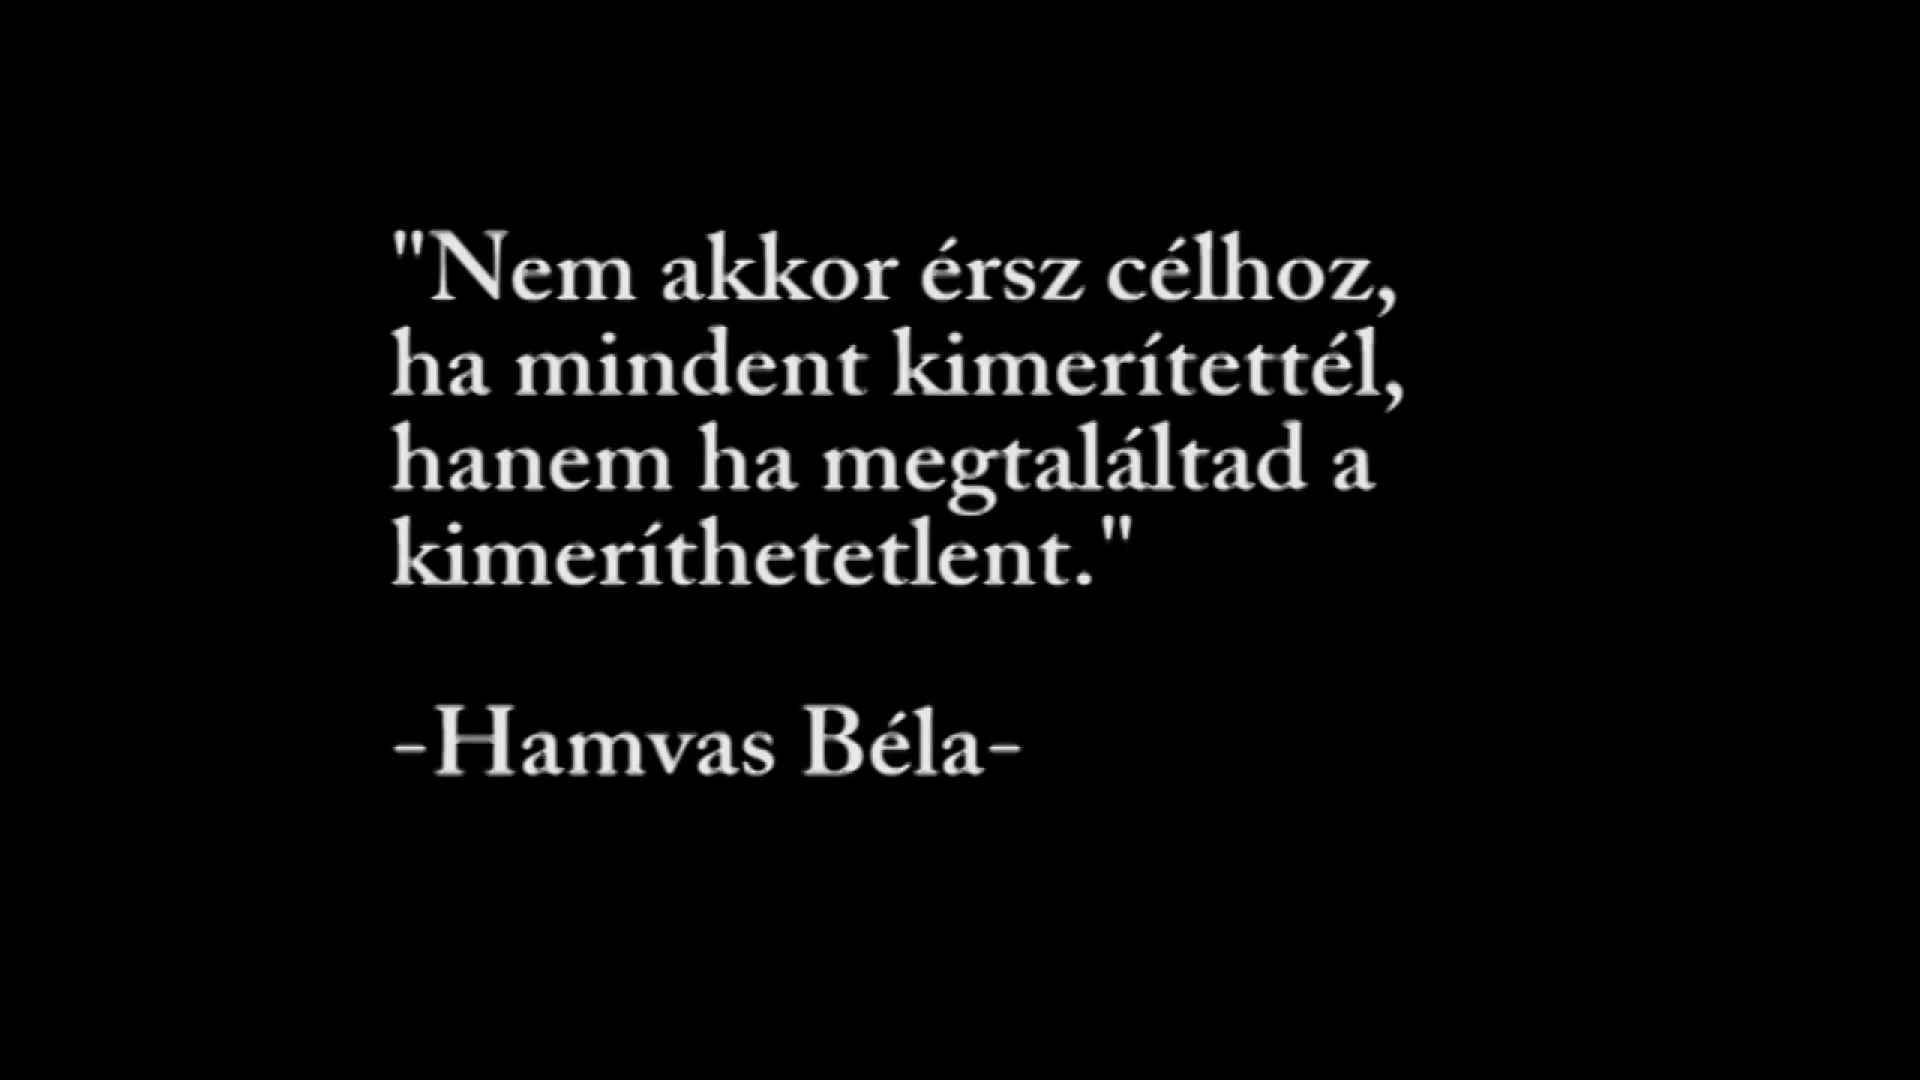 "Nem akkor érsz célhoz,
ha mindent kimerítettél,
hanem ha megtaláltad a
kimeríthetetlent."
-Hamvas Béla-